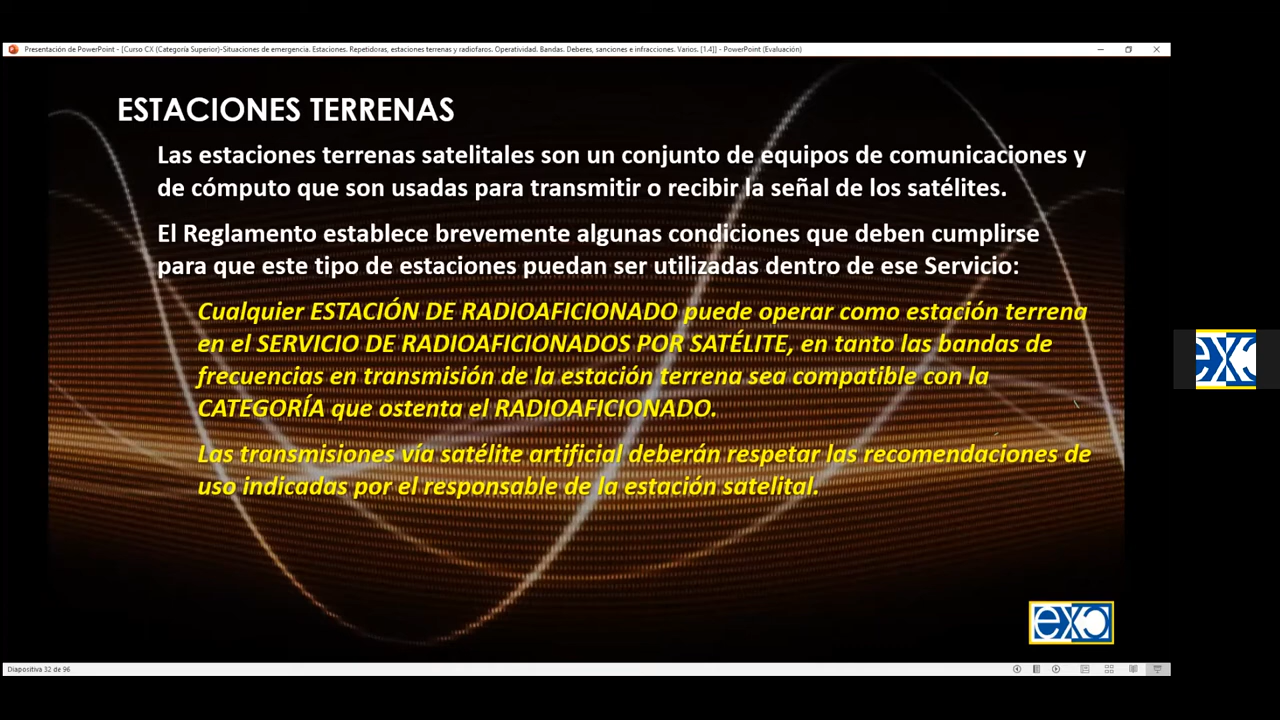 Presentación de PowerPoint - [Curso CX (Categoría Superior)-Situaciones de emergencia. Estaciones. Repetidoras, estaciones terrenas y radiofaros. Operatividad. Bandas. Deberes, sanciones e infracciones. Varios. [1.4]] - PowerPoint (Evaluación)
ESTACIONES TERRENAS
Las estaciones terrenas satelitales son un conjunto de equipos de comunicaciones y
de cómputo que son usadas para transmitir o recibir la señal de los satélites.
El Reglamento establece brevemente algunas condiciones que deben cumplirse
para que este tipo de estaciones puedan ser utilizadas dentro de ese Servicio:
Cualquier ESTACIÓN DE RADIOAFICIONADO puede operar como estación terrena
en el SERVICIO DE RADIOAFICIONADOS POR SATÉLITE, en tanto las bandas de
frecuencias en transmisión de la estación terrena sea compatible con la
CATEGORÍA que ostenta el RADIOAFICIONADO.
Las transmisiones vía satélite artificial deberán respetar las recomendaciones de
uso indicadas por el responsable de la estación satelital.
exc
exc
Diapositiva 32 de 96